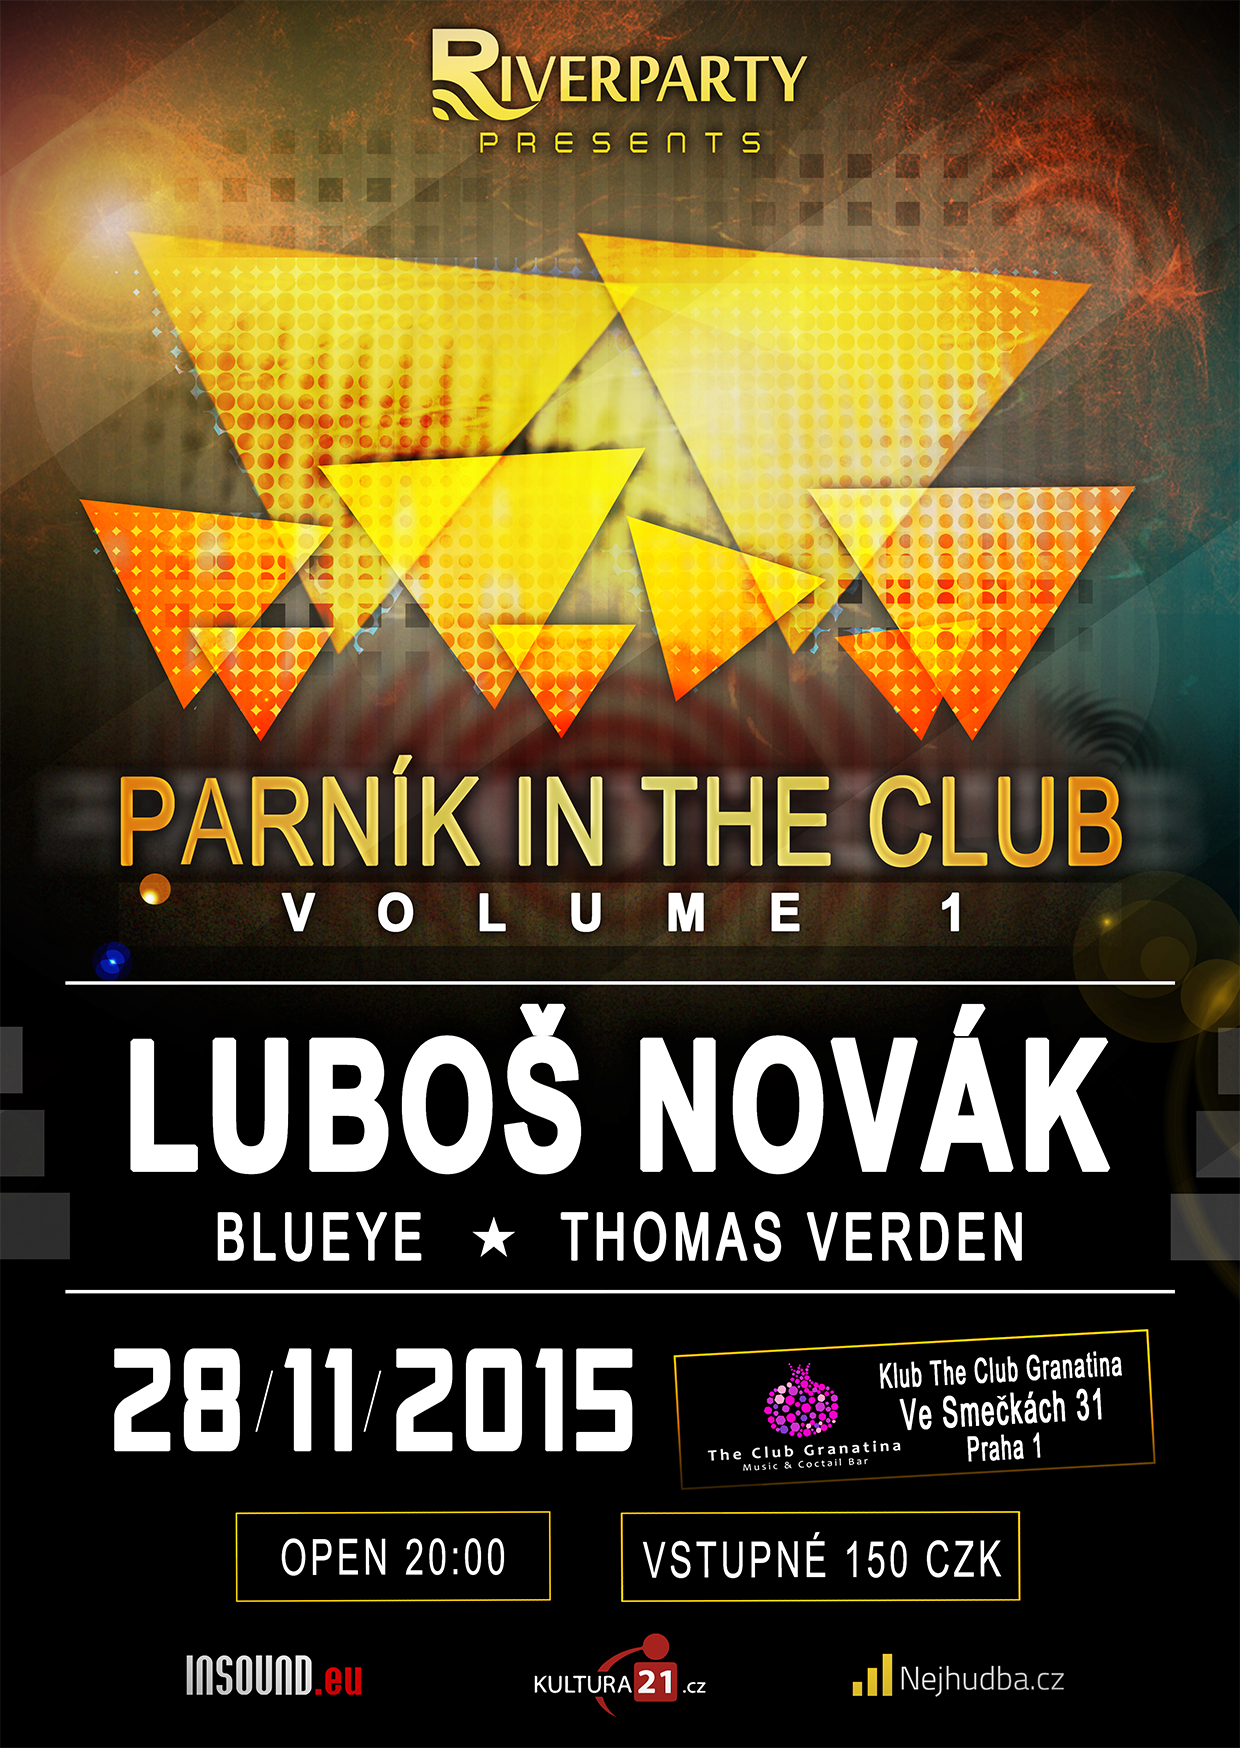 RIVERPARTY
PRESENTS
PARNÍK IN THE CLUB
VOLUME 1
LUBOŠ NOVÁK
BLUEYE ★ THOMAS VERDEN
28/11/2015
The Club Granatina
Music & Coctail Bar
Klub The Club Granatina
Ve Smečkách 31
Praha 1
OPEN 20:00
VSTUPNÉ 150 CZK
INSOUND.eu
KULTURA21.cz
Nejhudba.cz